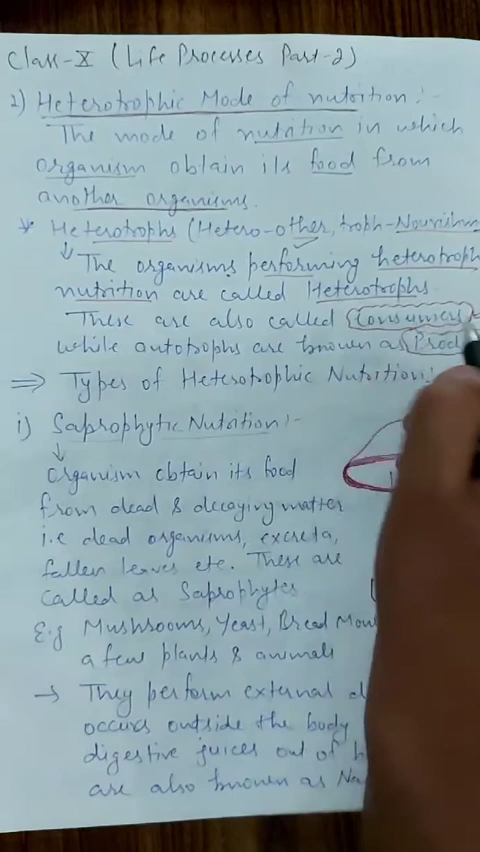 Class-X (Life Processes Part-2)
2) Heterotrophic Mode of nutrition:-
The mode of nutrition in which
organism obtain its food from
another organisms.
* Heterotrophs (Hetero-other, troph-Nourishm
↓ The organisms performing heterotroph
nutrition are called Heterotrophs.
These are also called Consumers
while autotrophs are known as Prod
⇒ Types of Heterotrophic Nutrition:
i) Saprophytic Nutrition:-
↓
Organism obtain its food
from dead & decaying matter
i.e dead organisms, excreta,
fallen leaves etc. These are
called as Saprophytes
E.g Mushrooms, Yeast, Bread Mou
a few plants & animals
→ They perform external d
occurs outside the body
digestive juices out of b
are also known as Na